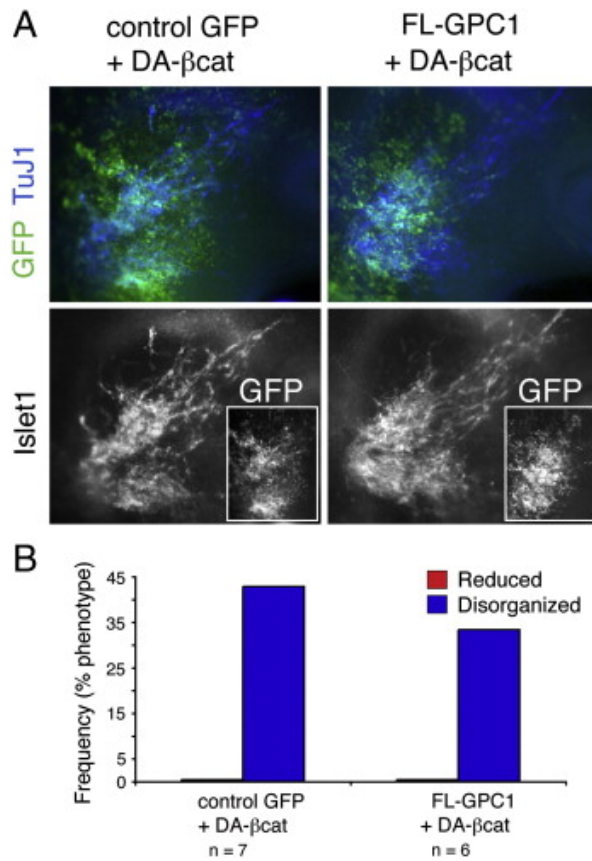 A
control GFP
+ DA-βcat
FL-GPC1
+ DA-βcat
GFP TuJ1
Islet1
GFP
GFP
B
Frequency (% phenotype)
45
35
25
15
5
0
Reduced
Disorganized
control GFP
+ DA-βcat
n = 7
FL-GPC1
+ DA-βcat
n = 6